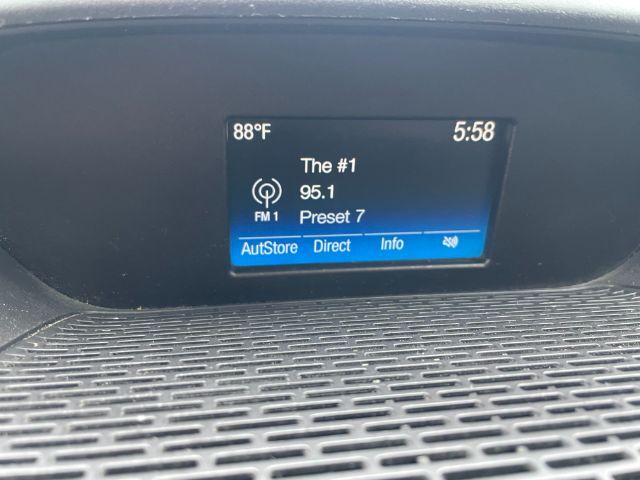 88°F 5:58
The #1
95.1
FM 1 Preset 7
AutStore Direct Info